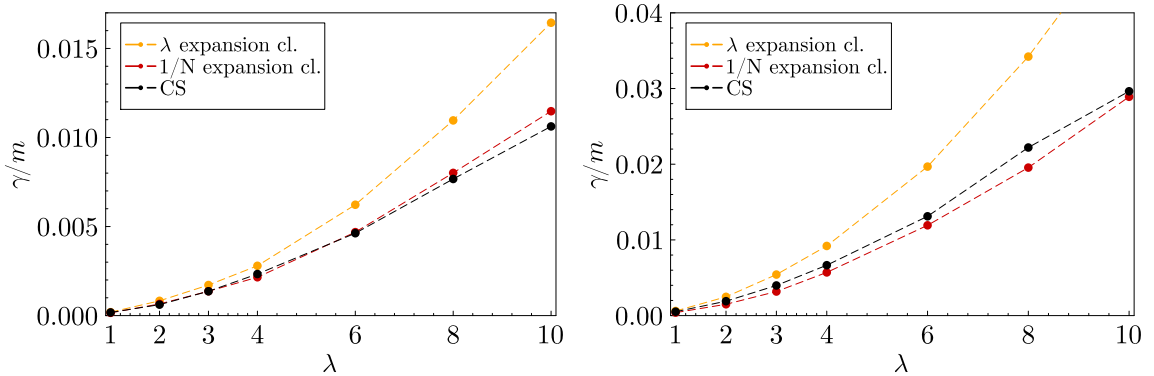 γ/m
0.015
0.010
0.005
0.000
λ expansion cl.
1/N expansion cl.
CS
1 2 3 4 6 8 10
λ
γ/m
0.04
0.03
0.02
0.01
0.00
λ expansion cl.
1/N expansion cl.
CS
1 2 3 4 6 8 10
λ